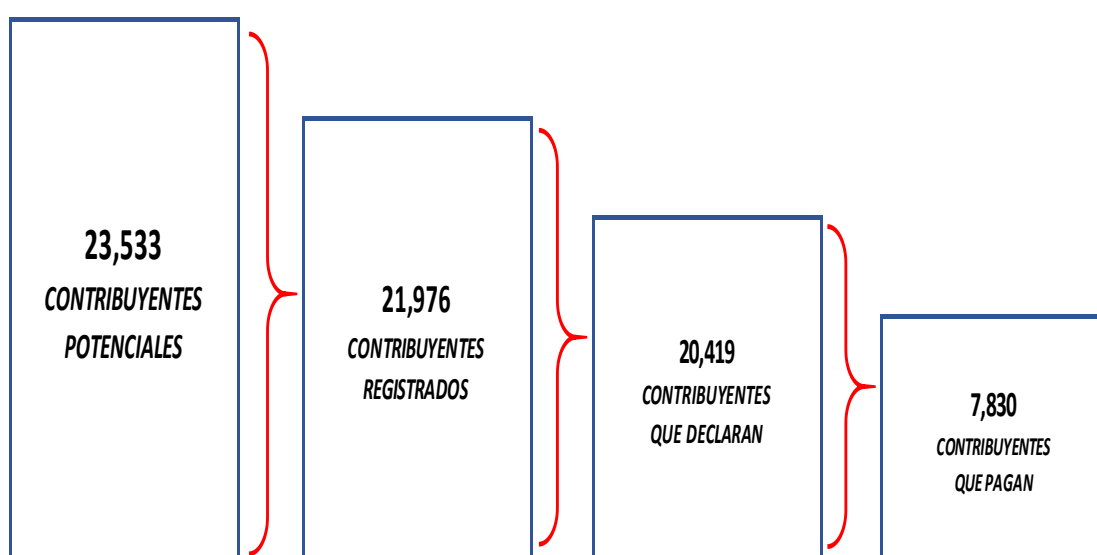 23,533
CONTRIBUYENTES
POTENCIALES
21,976
CONTRIBUYENTES
REGISTRADOS
20,419
CONTRIBUYENTES
QUE DECLARAN
7,830
CONTRIBUYENTES
QUE PAGAN